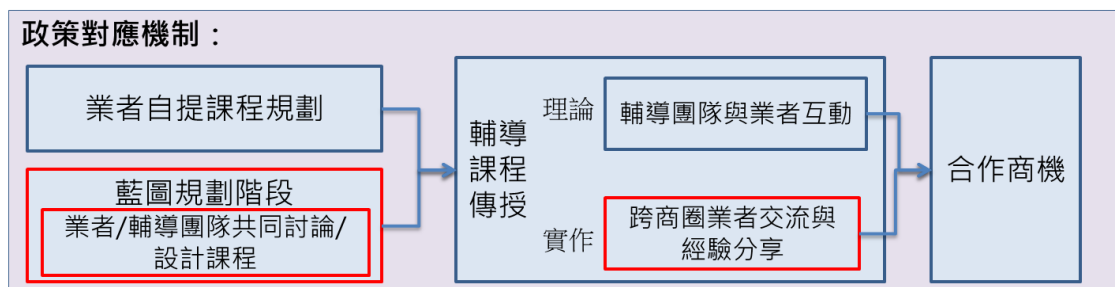 政策對應機制：
業者自提課程規劃
藍圖規劃階段
業者/輔導團隊共同討論/
設計課程
輔導
課程
傳授
理論
輔導團隊與業者互動
實作
跨商圈業者交流與
經驗分享
合作商機